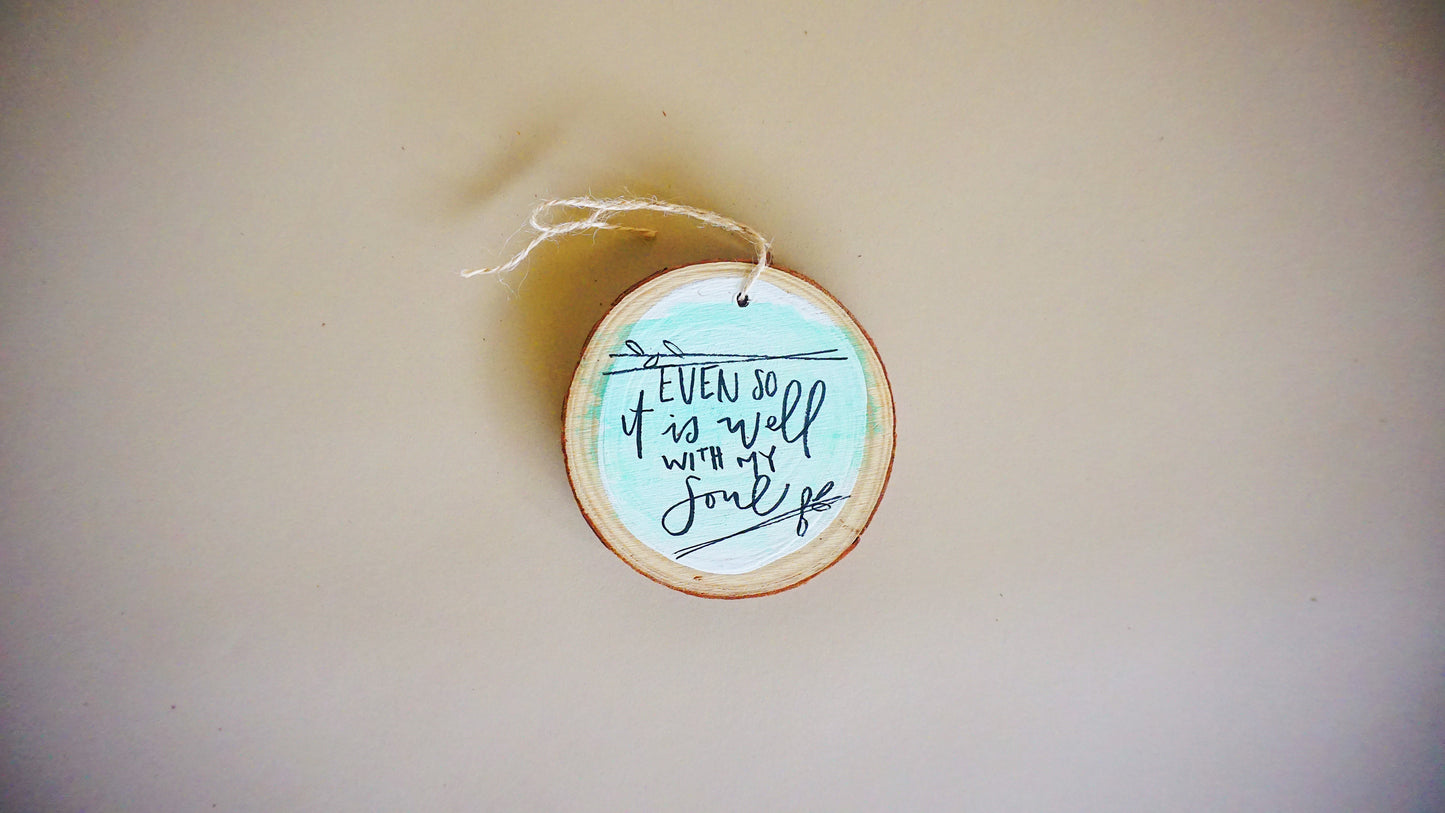 EVEN SO
it is well
WITH MY
soul